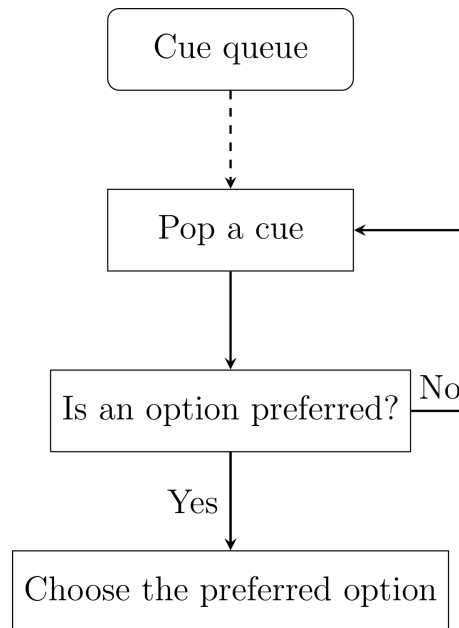 Cue queue
Pop a cue
Is an option preferred?
No
Yes
Choose the preferred option